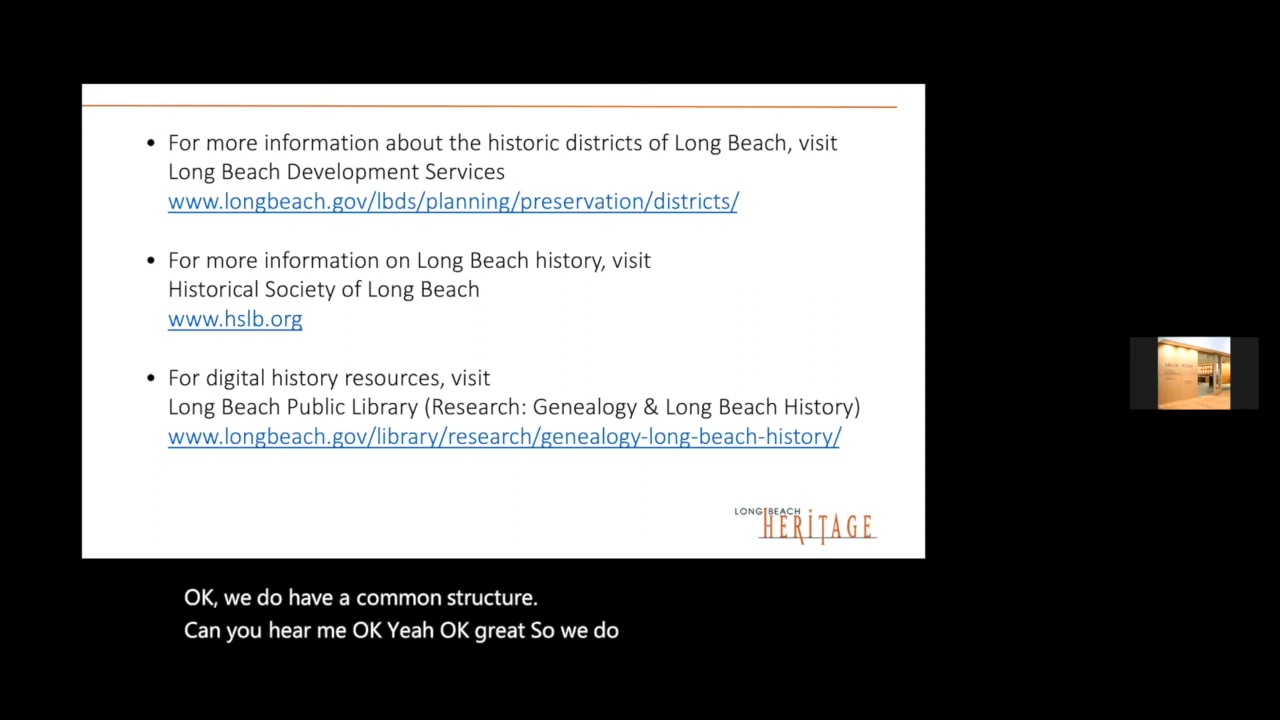 • For more information about the historic districts of Long Beach, visit
Long Beach Development Services
www.longbeach.gov/lbds/planning/preservation/districts/
• For more information on Long Beach history, visit
Historical Society of Long Beach
www.hslb.org
• For digital history resources, visit
Long Beach Public Library (Research: Genealogy & Long Beach History)
www.longbeach.gov/library/research/genealogy-long-beach-history/
LONG BEACH
HERITAGE
OK, we do have a common structure.
Can you hear me OK Yeah OK great So we do